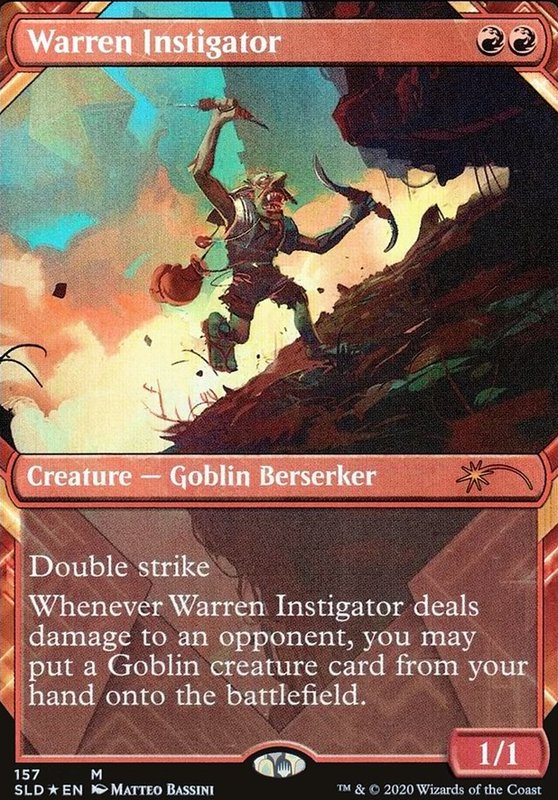 Warren Instigator
Creature — Goblin Berserker
Double strike
Whenever Warren Instigator deals
damage to an opponent, you may
put a Goblin creature card from your
hand onto the battlefield.
1/1
157 M
SLD ★ EN Matteo Bassini
™ & © 2020 Wizards of the Coast